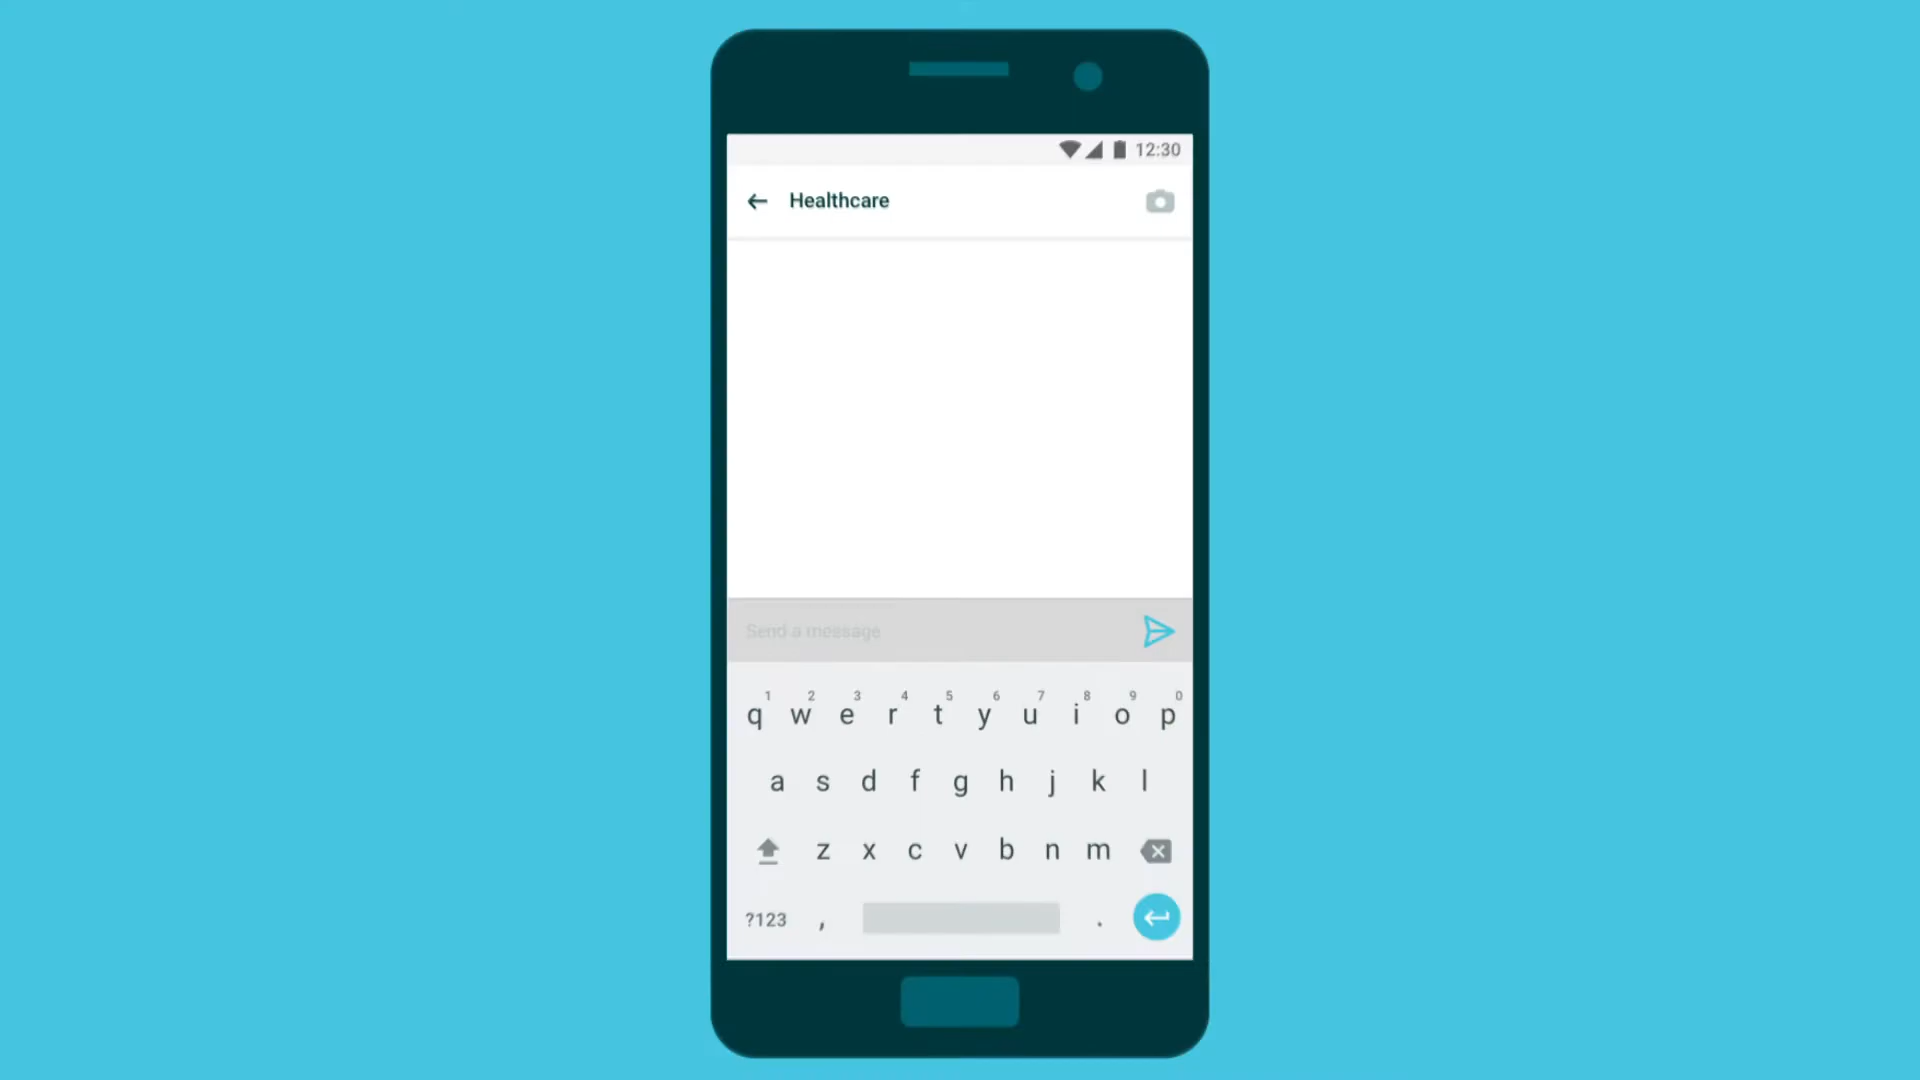 12:30
Healthcare
Send a message
1 2 3 4 5 6 7 8 9 0
q w e r t y u i o p
a s d f g h j k l
z x c v b n m
?123 , .